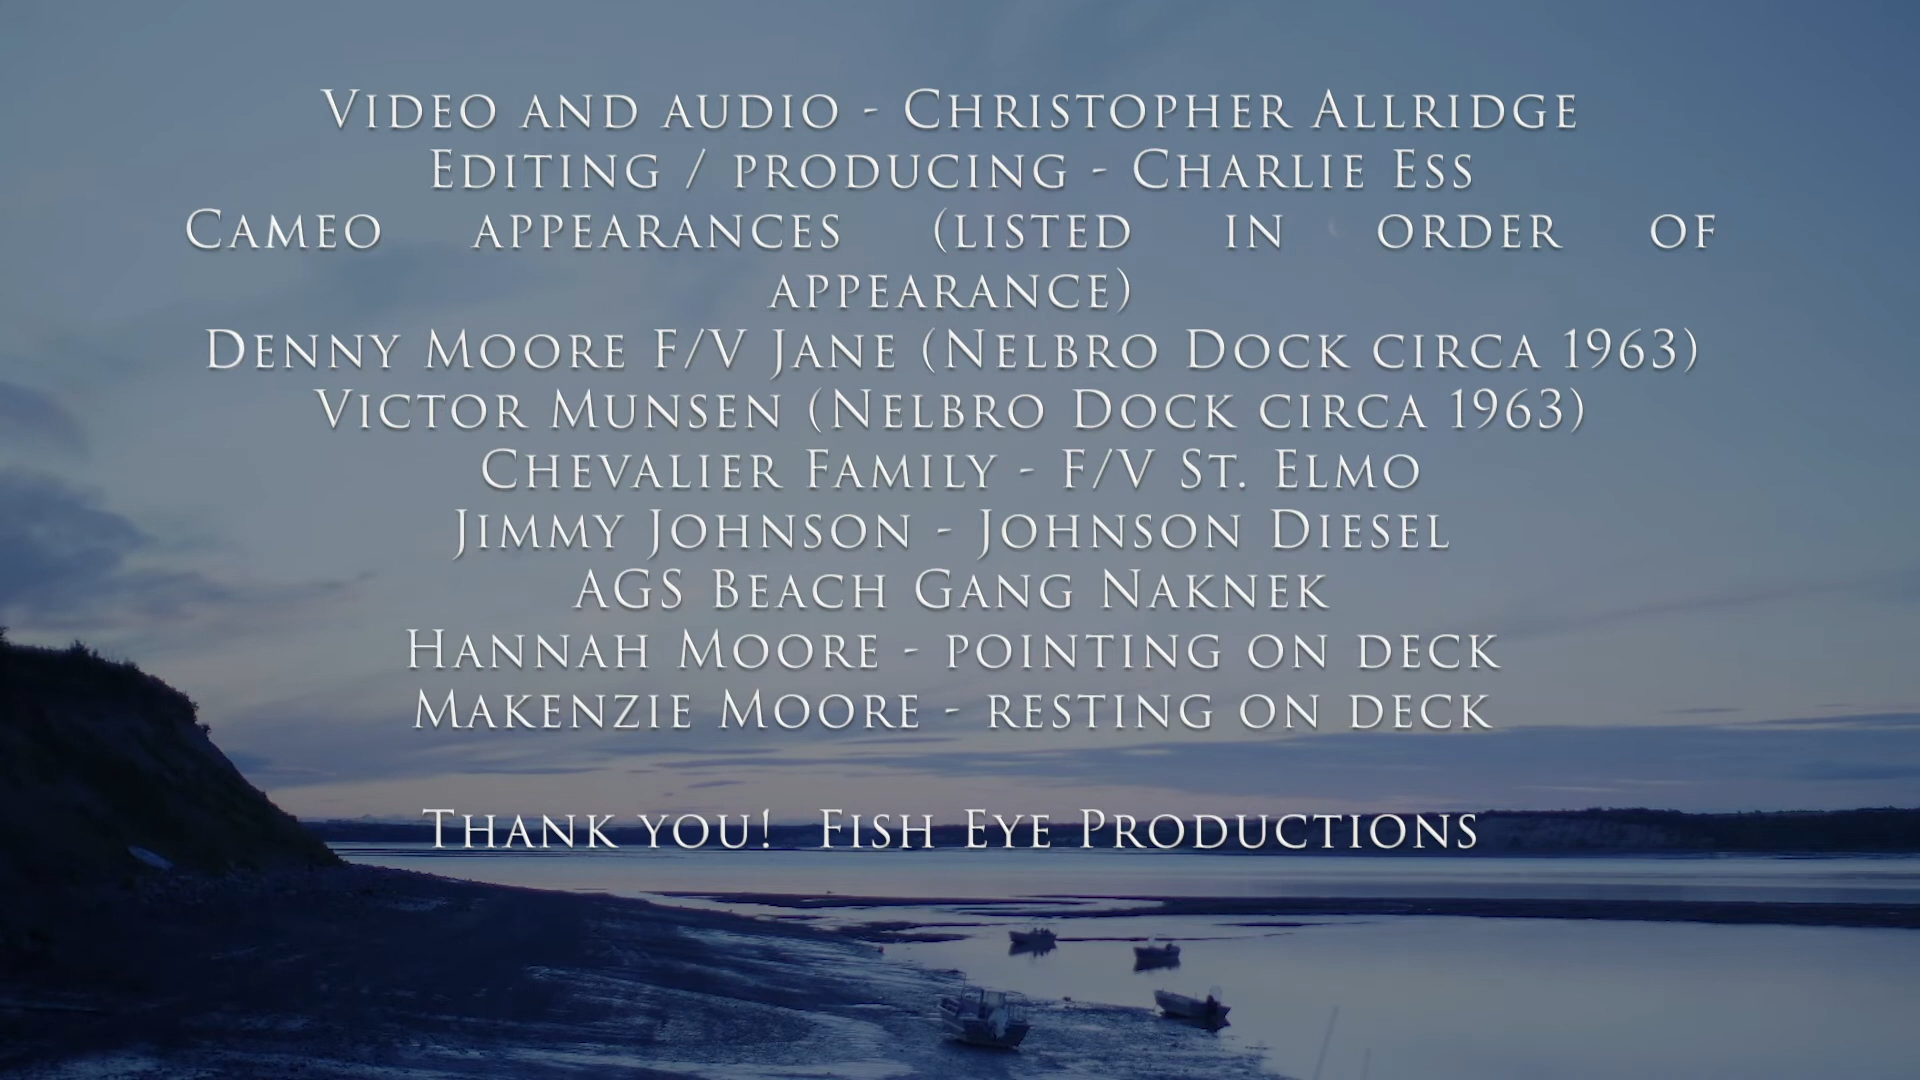 Video and audio - Christopher Allridge
Editing / producing - Charlie Ess
Cameo appearances (listed in order of
appearance)
Denny Moore F/V Jane (Nelbro Dock circa 1963)
Victor Munsen (Nelbro Dock circa 1963)
Chevalier Family - F/V St. Elmo
Jimmy Johnson - Johnson Diesel
AGS Beach Gang Naknek
Hannah Moore - pointing on deck
Makenzie Moore - resting on deck
Thank you! Fish Eye Productions